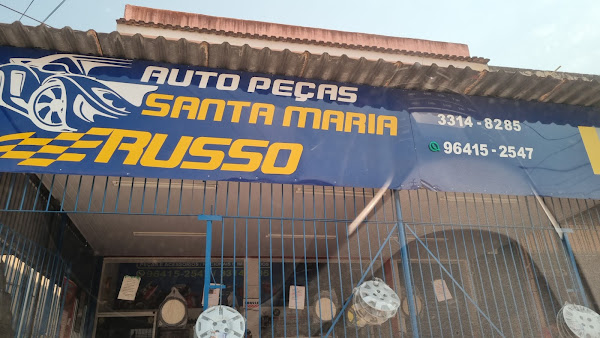 AUTO PEÇAS
SANTA MARIA
RUSSO
3314-8285
96415-2547